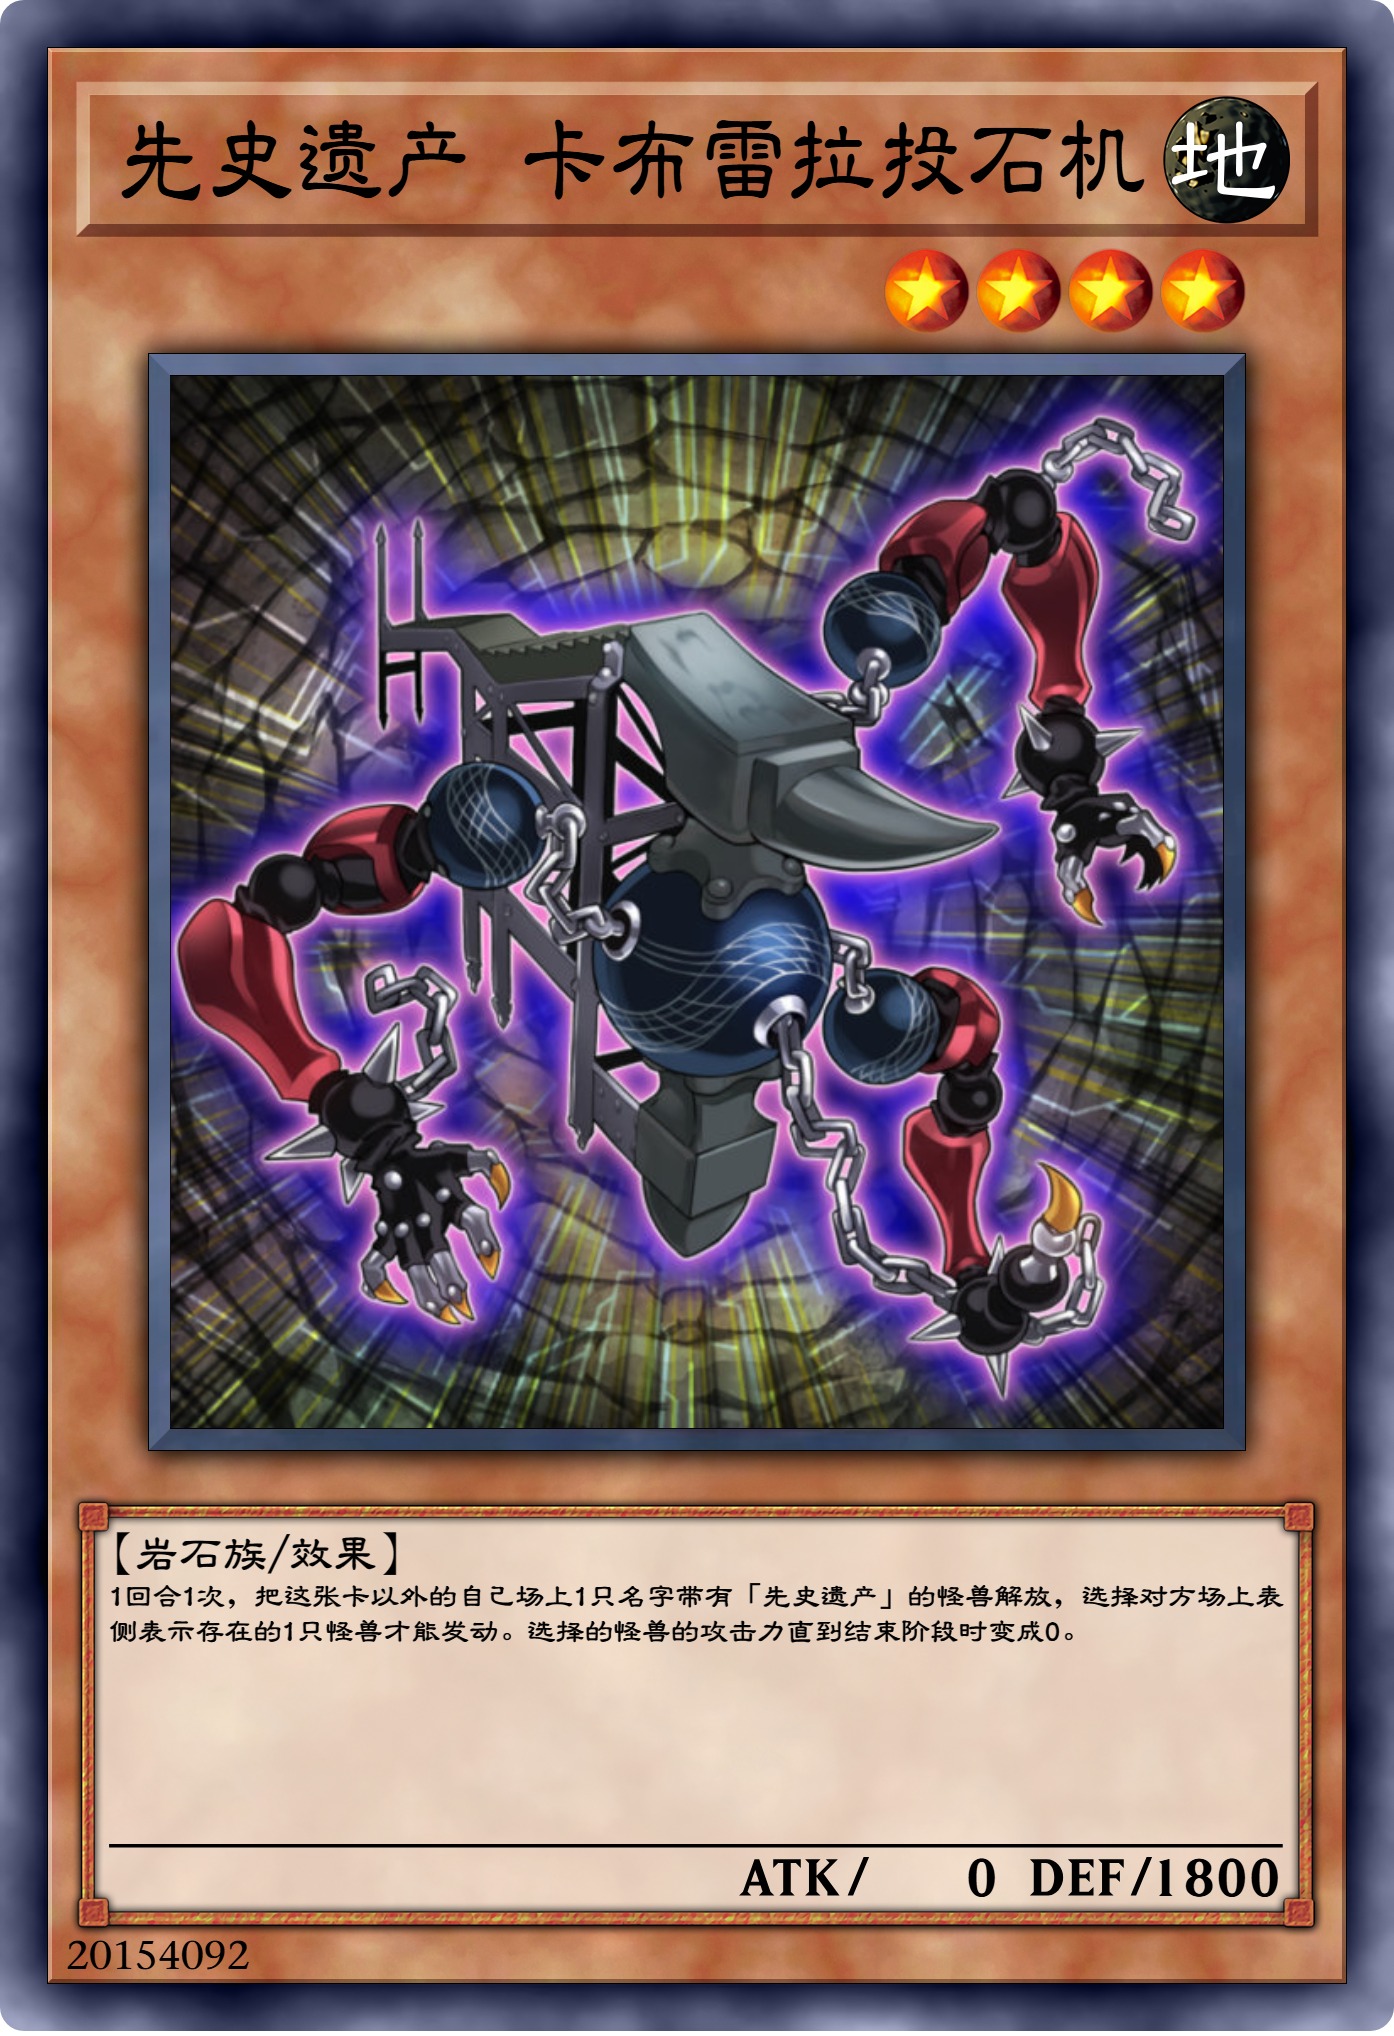 先史遗产 卡布雷拉投石机 地
【岩石族/效果】
1回合1次，把这张卡以外的自己场上1只名字带有「先史遗产」的怪兽解放，选择对方场上表
侧表示存在的1只怪兽才能发动。选择的怪兽的攻击力直到结束阶段时变成0。
ATK/ 0 DEF/1800
20154092